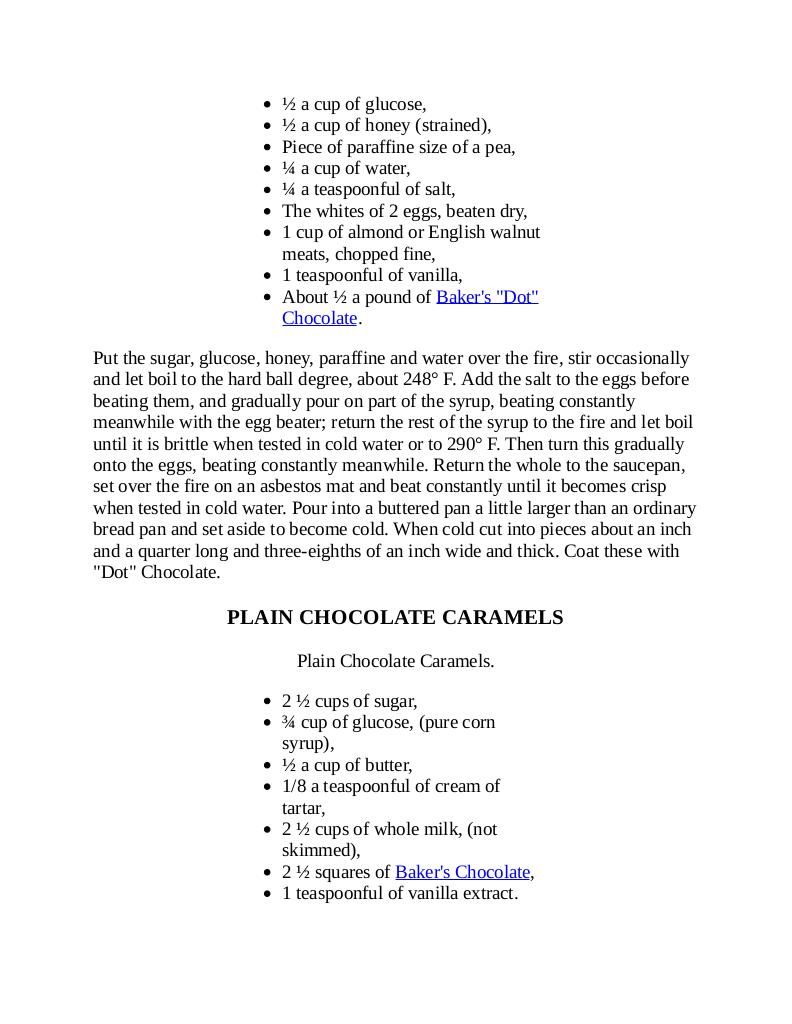 • ½ a cup of glucose,
• ½ a cup of honey (strained),
• Piece of paraffine size of a pea,
• ¼ a cup of water,
• ¼ a teaspoonful of salt,
• The whites of 2 eggs, beaten dry,
• 1 cup of almond or English walnut
meats, chopped fine,
• 1 teaspoonful of vanilla,
• About ½ a pound of Baker's "Dot"
Chocolate.
Put the sugar, glucose, honey, paraffine and water over the fire, stir occasionally
and let boil to the hard ball degree, about 248° F. Add the salt to the eggs before
beating them, and gradually pour on part of the syrup, beating constantly
meanwhile with the egg beater; return the rest of the syrup to the fire and let boil
until it is brittle when tested in cold water or to 290° F. Then turn this gradually
onto the eggs, beating constantly meanwhile. Return the whole to the saucepan,
set over the fire on an asbestos mat and beat constantly until it becomes crisp
when tested in cold water. Pour into a buttered pan a little larger than an ordinary
bread pan and set aside to become cold. When cold cut into pieces about an inch
and a quarter long and three-eighths of an inch wide and thick. Coat these with
"Dot" Chocolate.
PLAIN CHOCOLATE CARAMELS
Plain Chocolate Caramels.
• 2 ½ cups of sugar,
• ¾ cup of glucose, (pure corn
syrup),
• ½ a cup of butter,
• 1/8 a teaspoonful of cream of
tartar,
• 2 ½ cups of whole milk, (not
skimmed),
• 2 ½ squares of Baker's Chocolate,
• 1 teaspoonful of vanilla extract.